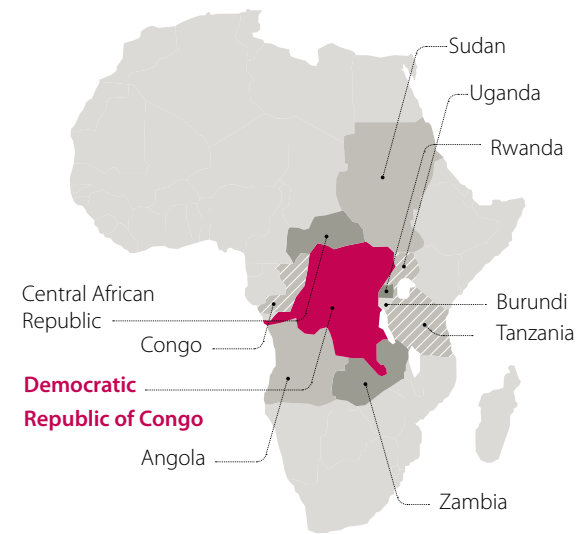 Sudan
Uganda
Rwanda
Central African
Republic
Burundi
Tanzania
Congo
Democratic
Republic of Congo
Angola
Zambia